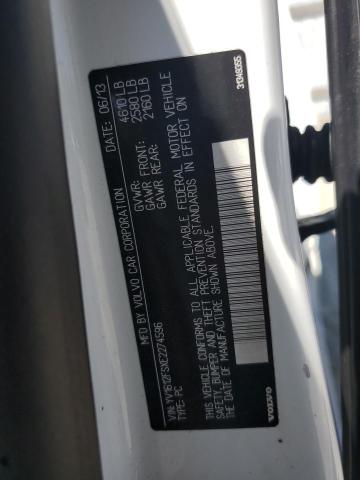 MFD BY VOLVO CAR CORPORATION DATE: 06/13
GVWR: 4610 LB
GAWR FRONT: 2580 LB
GAWR REAR: 2160 LB
VIN: YV1612FSXE2274596
TYPE: PC
THIS VEHICLE CONFORMS TO ALL APPLICABLE FEDERAL MOTOR VEHICLE
SAFETY, BUMPER AND THEFT PREVENTION STANDARDS IN EFFECT ON
THE DATE OF MANUFACTURE SHOWN ABOVE.
VOLVO
31349355